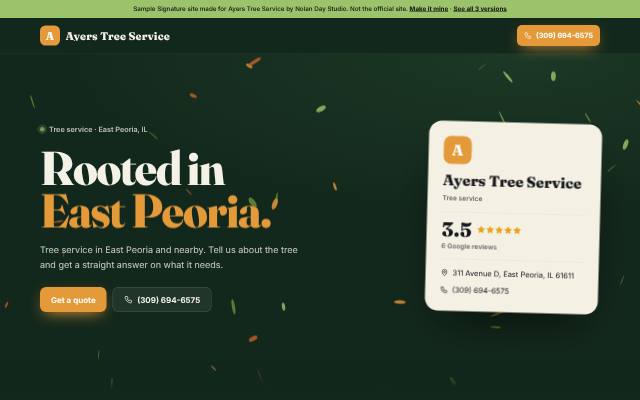 Sample Signature site made for Ayers Tree Service by Nolan Day Studio. Not the official site. Make it mine · See all 3 versions
A Ayers Tree Service
(309) 694-6575
Tree service · East Peoria, IL
Rooted in
East Peoria.
Tree service in East Peoria and nearby. Tell us about the tree
and get a straight answer on what it needs.
Get a quote
(309) 694-6575
A
Ayers Tree Service
Tree service
3.5
6 Google reviews
311 Avenue D, East Peoria, IL 61611
(309) 694-6575